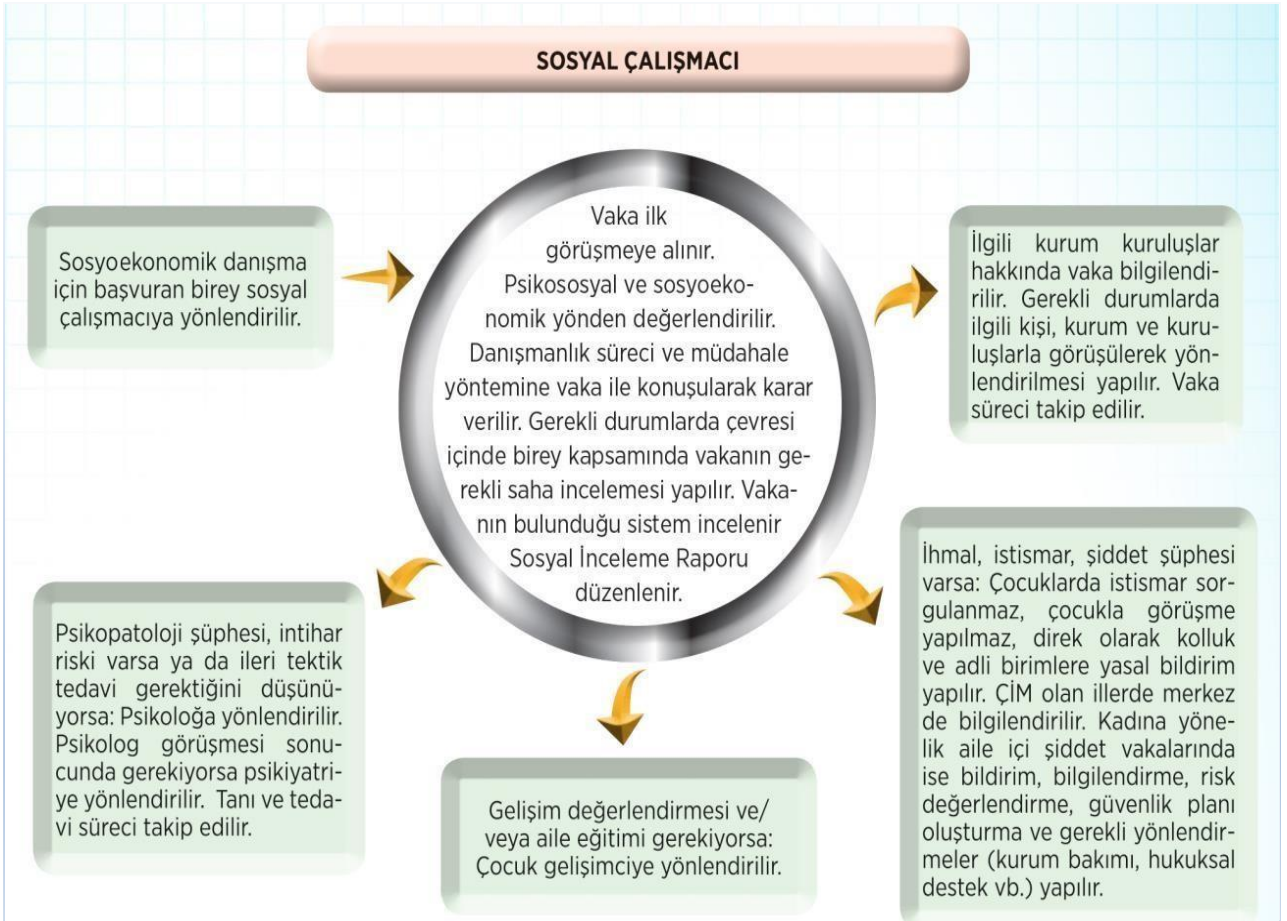 SOSYAL ÇALIŞMACI
Sosyoekonomik danışma
için başvuran birey sosyal
çalışmacıya yönlendirilir.
Vaka ilk
görüşmeye alınır.
Psikososyal ve sosyoeko-
nomik yönden değerlendirilir.
Danışmanlık süreci ve müdahale
yöntemine vaka ile konuşularak karar
verilir. Gerekli durumlarda çevresi
içinde birey kapsamında vakanın ge-
rekli saha incelemesi yapılır. Vaka-
nın bulunduğu sistem incelenir
Sosyal İnceleme Raporu
düzenlenir.
İlgili kurum kuruluşlar
hakkında vaka bilgilendi-
rilir. Gerekli durumlarda
ilgili kişi, kurum ve kuru-
luşlarla görüşülerek yön-
lendirilmesi yapılır. Vaka
süreci takip edilir.
Psikopatoloji şüphesi, intihar
riski varsa ya da ileri tektik
tedavi gerektiğini düşünü-
yorsa: Psikoloğa yönlendirilir.
Psikolog görüşmesi sonu-
cunda gerekiyorsa psikiyatri-
ye yönlendirilir. Tanı ve teda-
vi süreci takip edilir.
Gelişim değerlendirmesi ve/
veya aile eğitimi gerekiyorsa:
Çocuk gelişimciye yönlendirilir.
İhmal, istismar, şiddet şüphesi
varsa: Çocuklarda istismar sor-
gulanmaz, çocukla görüşme
yapılmaz, direk olarak kolluk
ve adli birimlere yasal bildirim
yapılır. ÇİM olan illerde merkez
de bilgilendirilir. Kadına yöne-
lik aile içi şiddet vakalarında
ise bildirim, bilgilendirme, risk
değerlendirme, güvenlik planı
oluşturma ve gerekli yönlendir-
meler (kurum bakımı, hukuksal
destek vb.) yapılır.